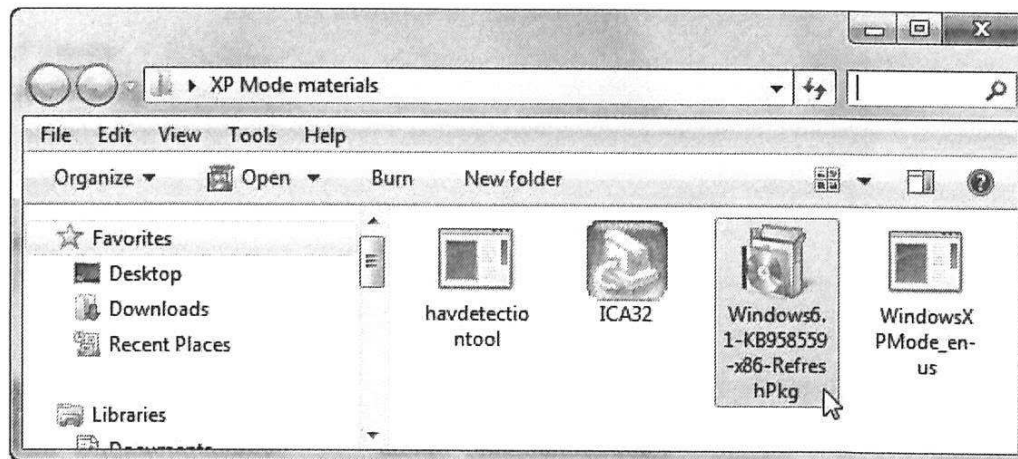 XP Mode materials
File Edit View Tools Help
Organize Open Burn New folder
Favorites
Desktop
Downloads
Recent Places
Libraries
Documents
havdetectio
ntool
ICA32
Windows6.
1-KB958559
-x86-Refres
hPkg
WindowsX
PMode_en-
us